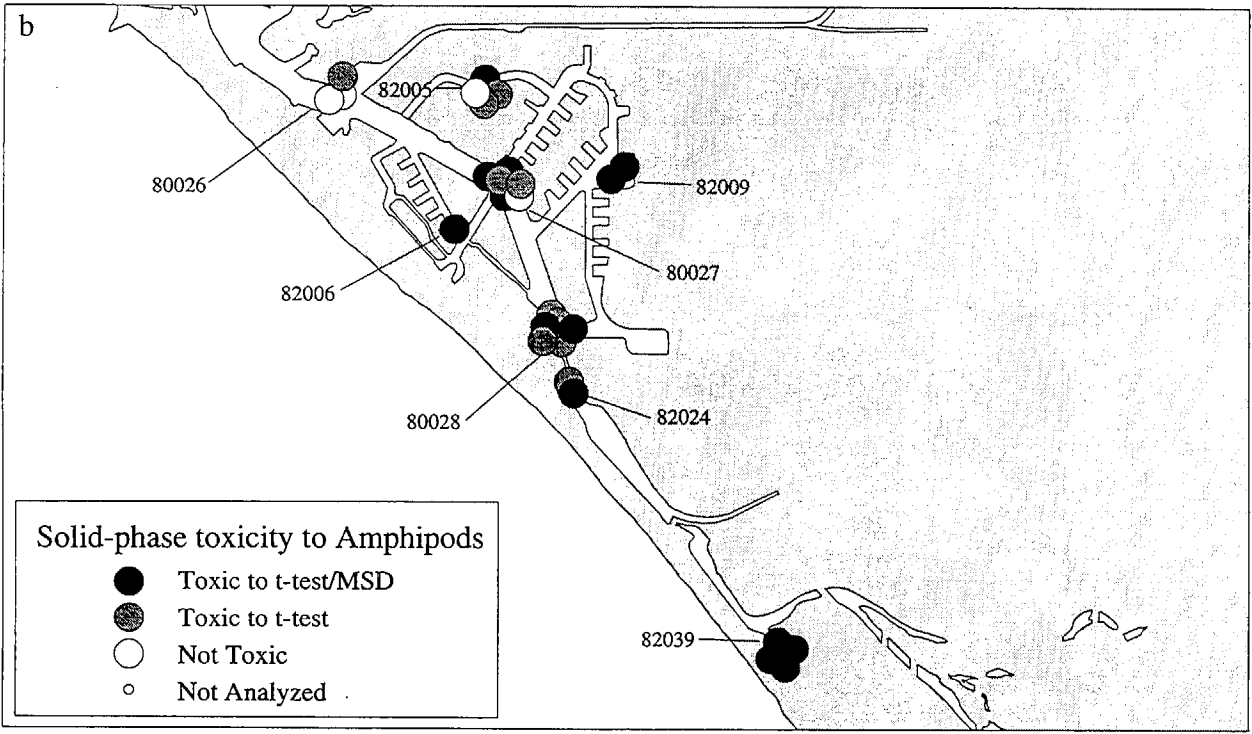 b
82005
80026
82009
80027
82006
80028
82024
82039
Solid-phase toxicity to Amphipods
Toxic to t-test/MSD
Toxic to t-test
Not Toxic
Not Analyzed